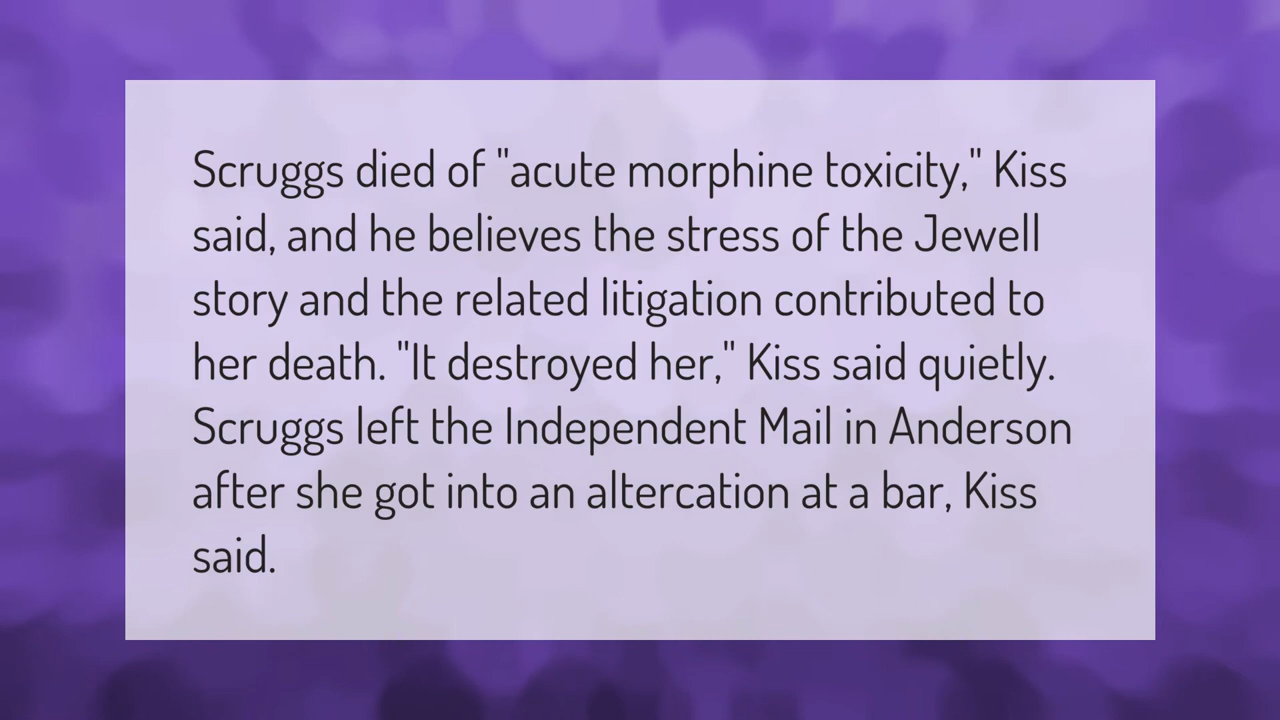 Scruggs died of "acute morphine toxicity," Kiss
said, and he believes the stress of the Jewell
story and the related litigation contributed to
her death. "It destroyed her," Kiss said quietly.
Scruggs left the Independent Mail in Anderson
after she got into an altercation at a bar, Kiss
said.